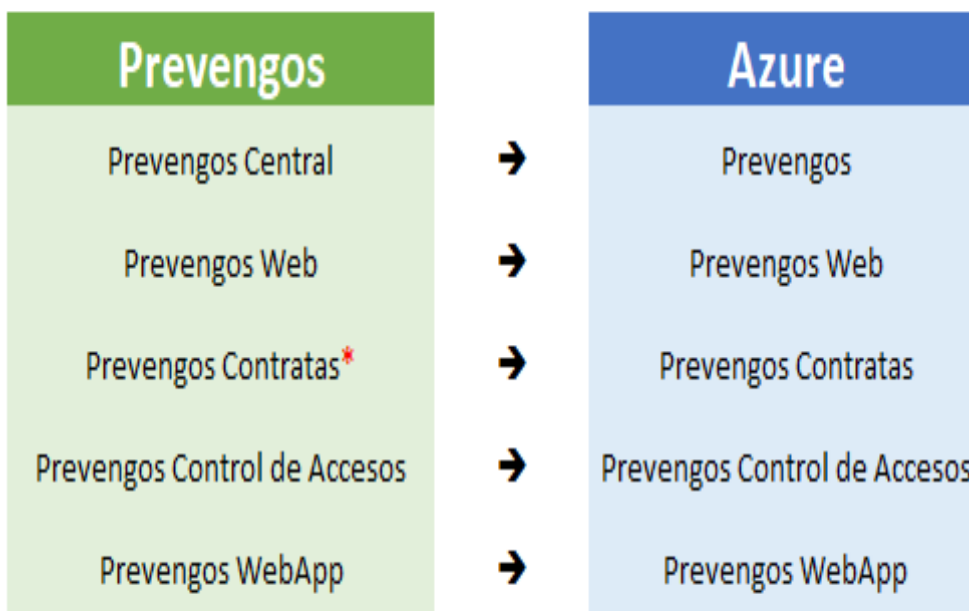 Prevengos Azure
Prevengos Central ➔ Prevengos
Prevengos Web ➔ Prevengos Web
Prevengos Contratas* ➔ Prevengos Contratas
Prevengos Control de Accesos ➔ Prevengos Control de Accesos
Prevengos WebApp ➔ Prevengos WebApp